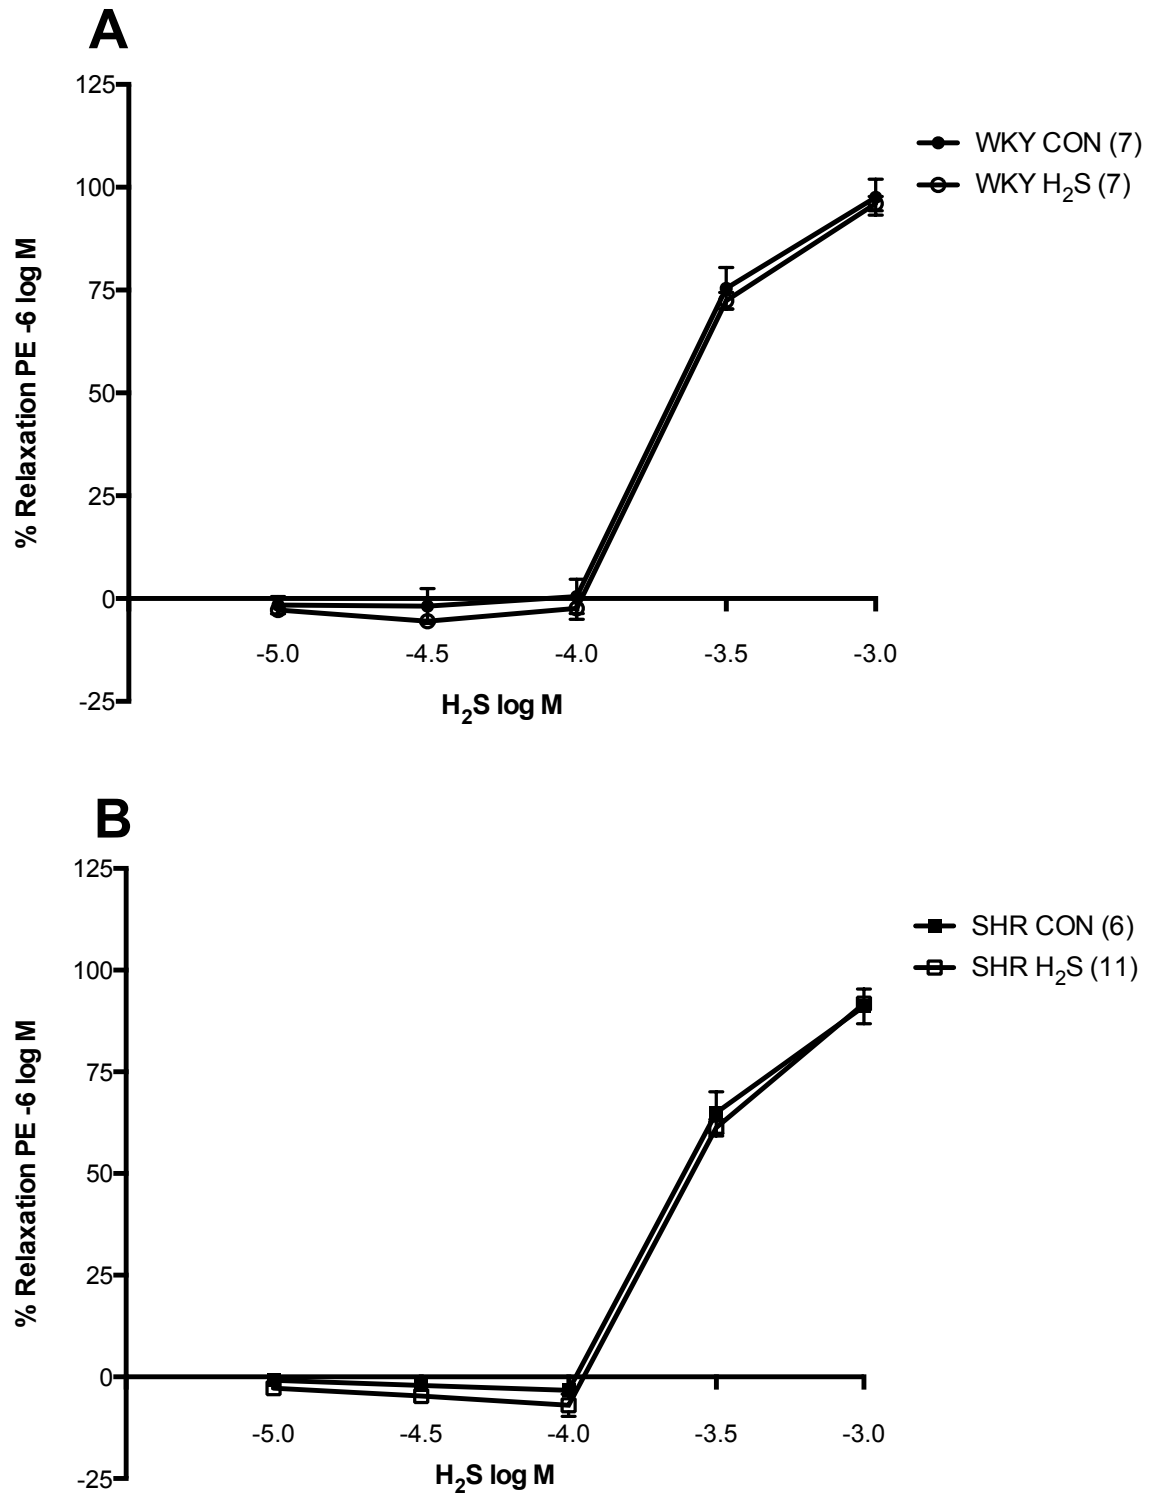 A
125
100
75
50
25
0
-25
% Relaxation PE -6 log M
-5.0 -4.5 -4.0 -3.5 -3.0
H₂S log M
WKY CON (7)
WKY H₂S (7)
B
125
100
75
50
25
0
-25
% Relaxation PE -6 log M
-5.0 -4.5 -4.0 -3.5 -3.0
H₂S log M
SHR CON (6)
SHR H₂S (11)